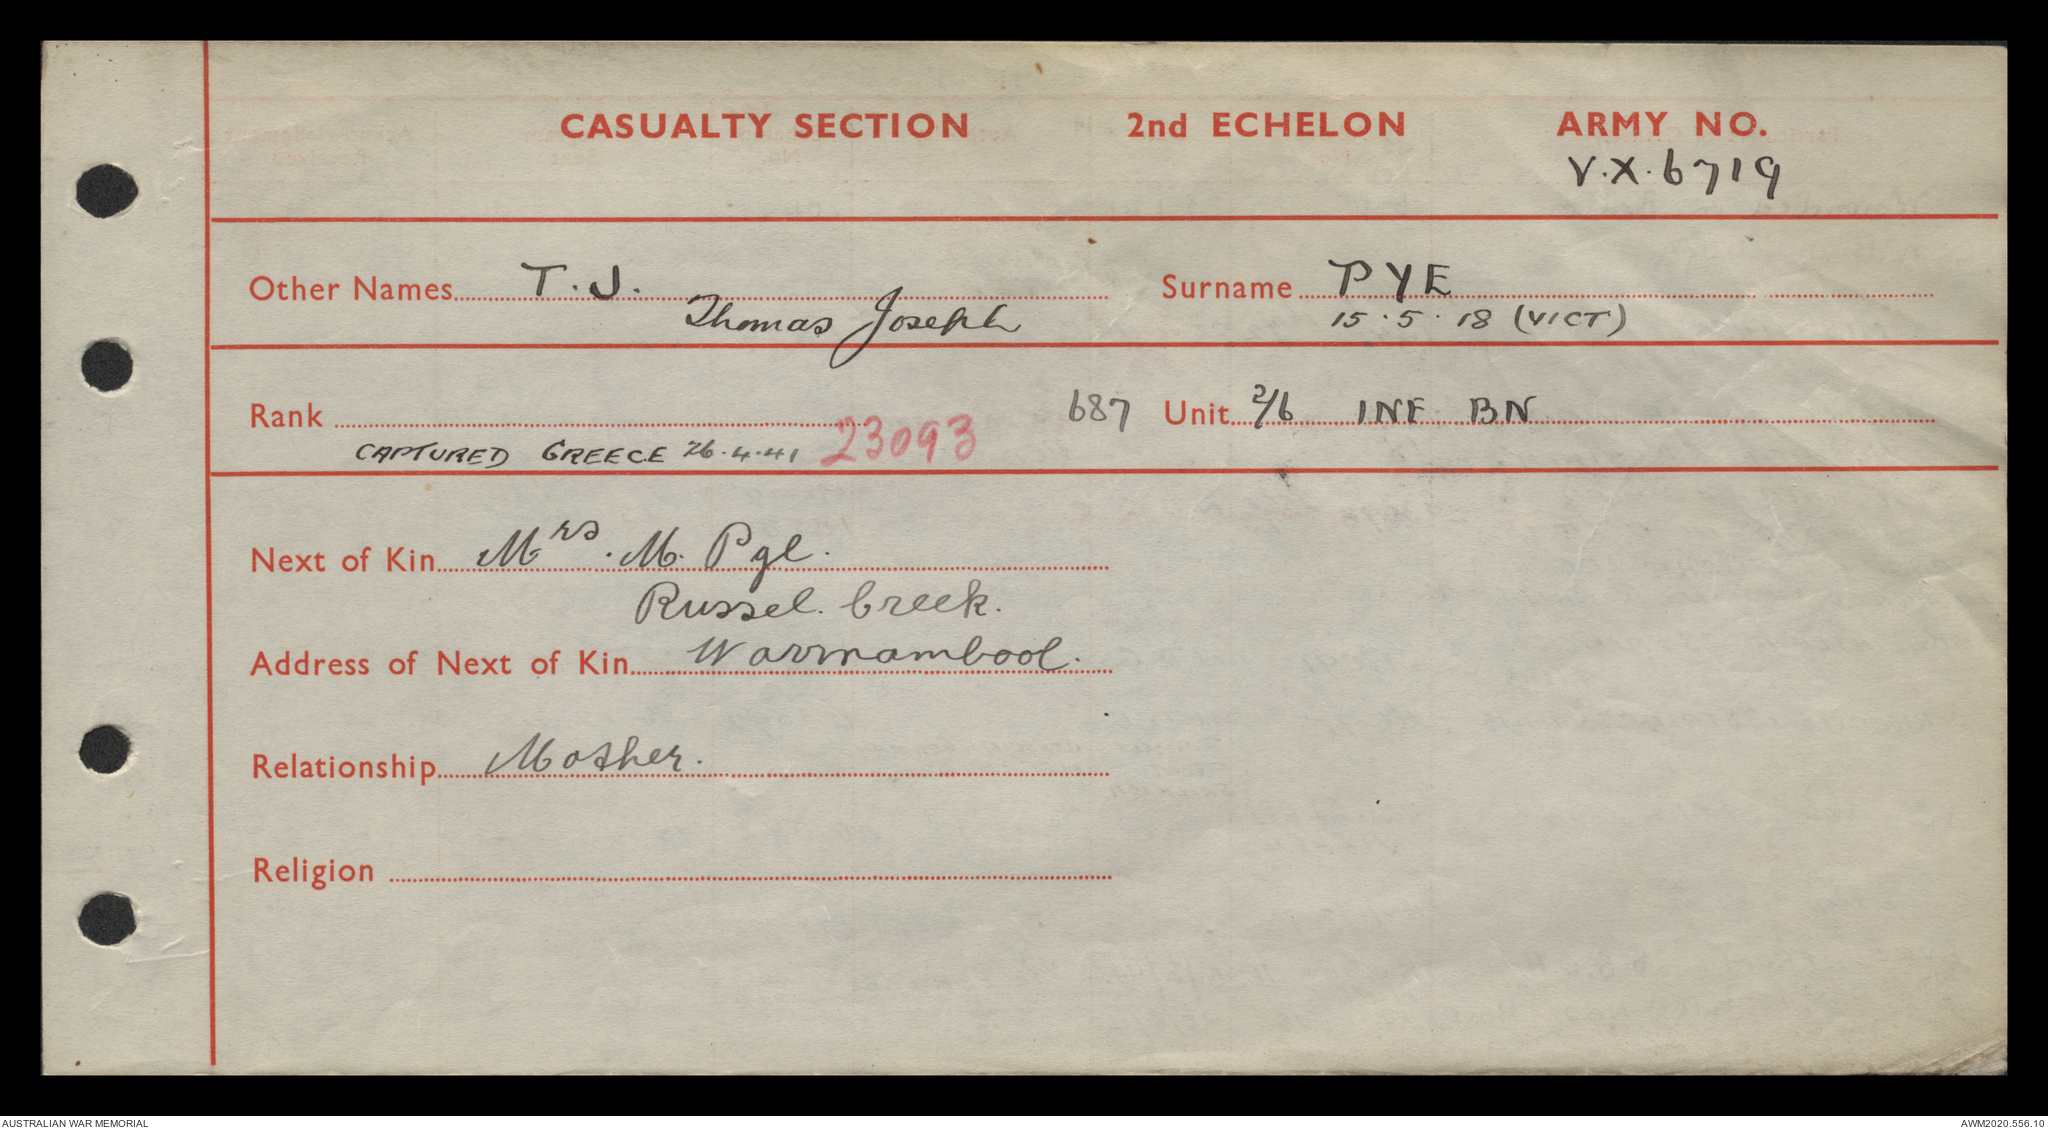 CASUALTY SECTION 2nd ECHELON ARMY NO.
V.X.6719
Other Names T.J. Surname PYE
Thomas Joseph 15.5.18 (VICT)
Rank 687 Unit 2/6 INF BN
CAPTURED GREECE 26.4.41 23093
Next of Kin Mrs. M. Pye.
Russel. Creek.
Address of Next of Kin Warrnambool.
Relationship Mother.
Religion
AUSTRALIAN WAR MEMORIAL AWM2020.556.10